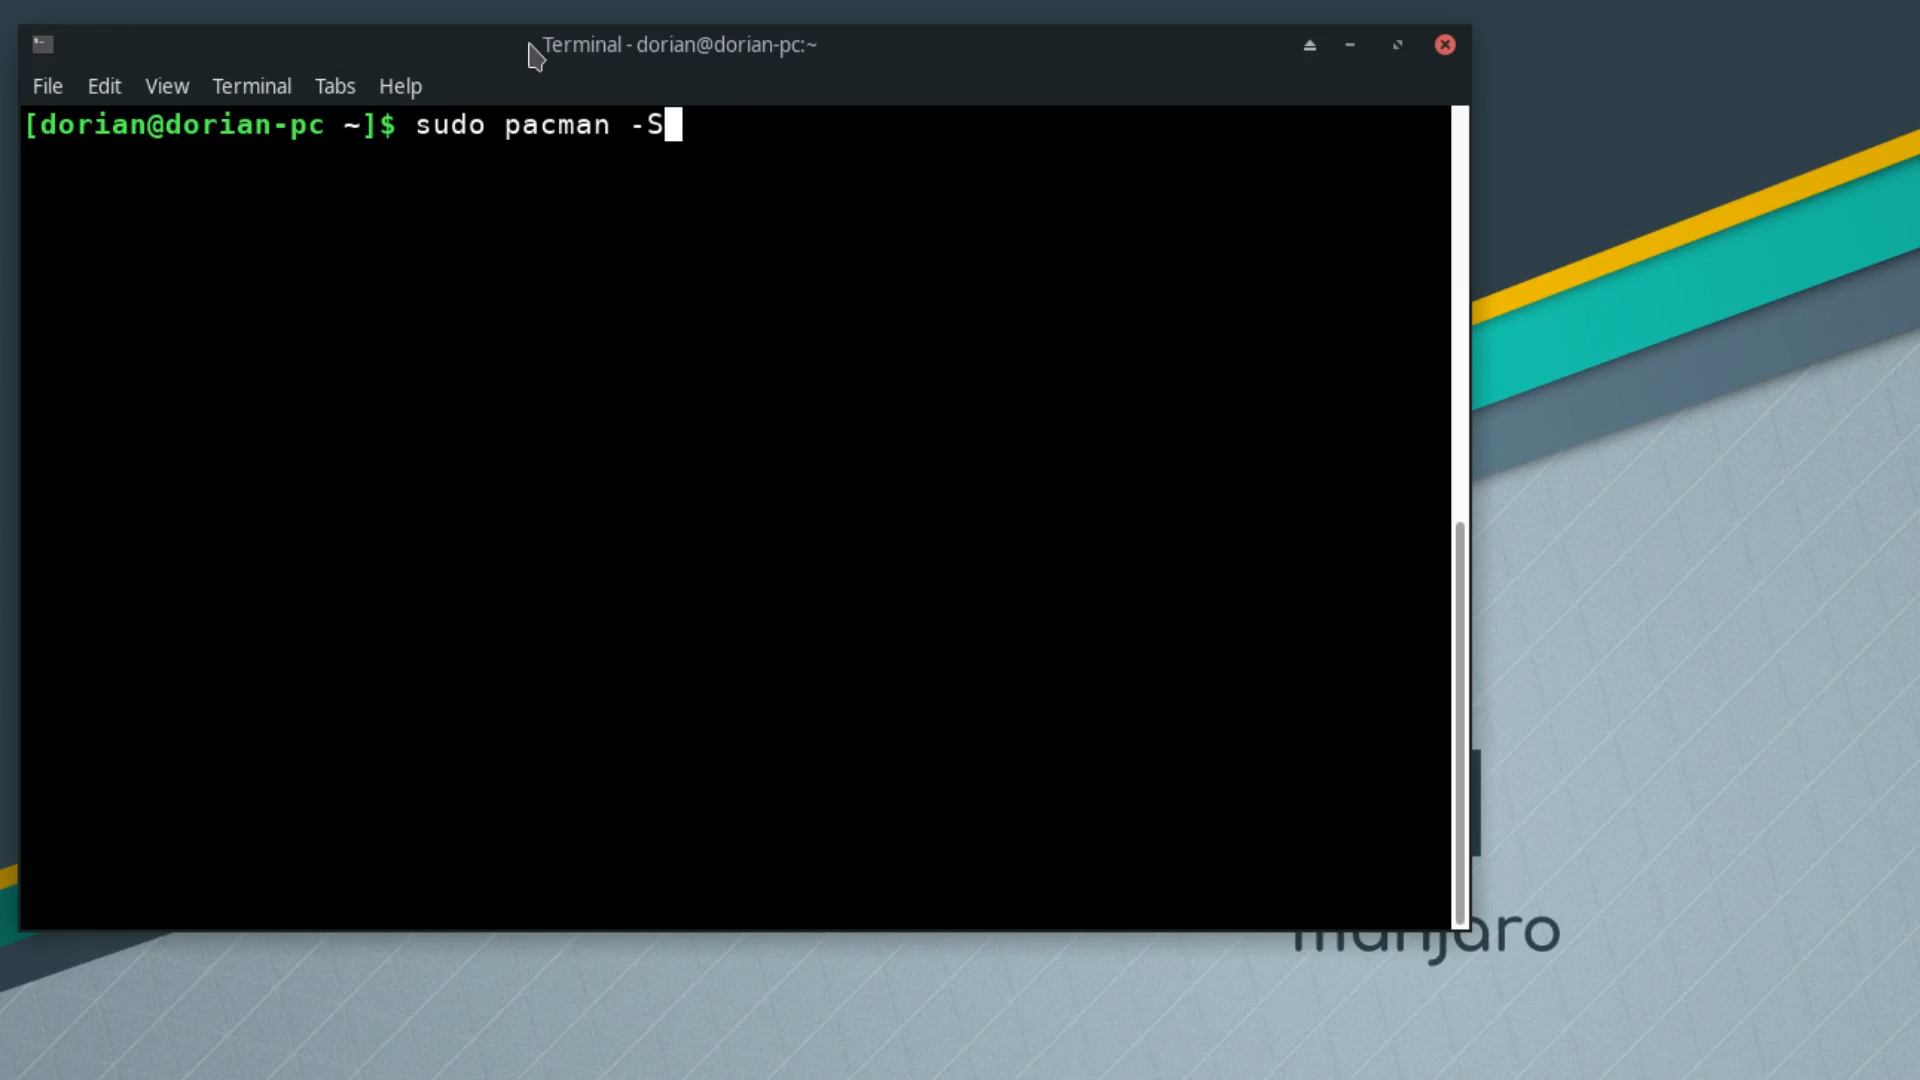 Terminal - dorian@dorian-pc:~
File Edit View Terminal Tabs Help
[dorian@dorian-pc ~]$ sudo pacman -S
manjaro